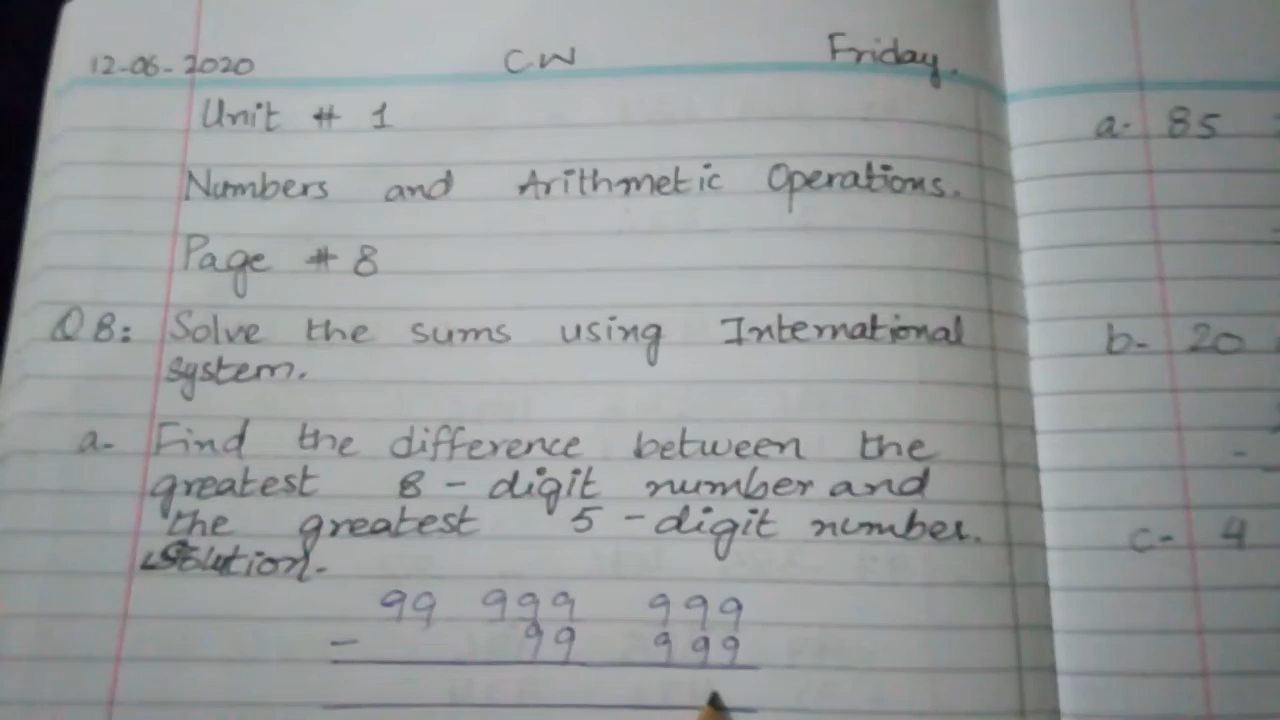 12-06-2020 CW Friday.
Unit # 1
Numbers and Arithmetic Operations.
Page # 8
Q8: Solve the sums using International
system.
a- Find the difference between the
greatest 8-digit number and
the greatest 5-digit number.
Solution.
99 999 999
- 99 999
a- 85
b- 20
c- 4